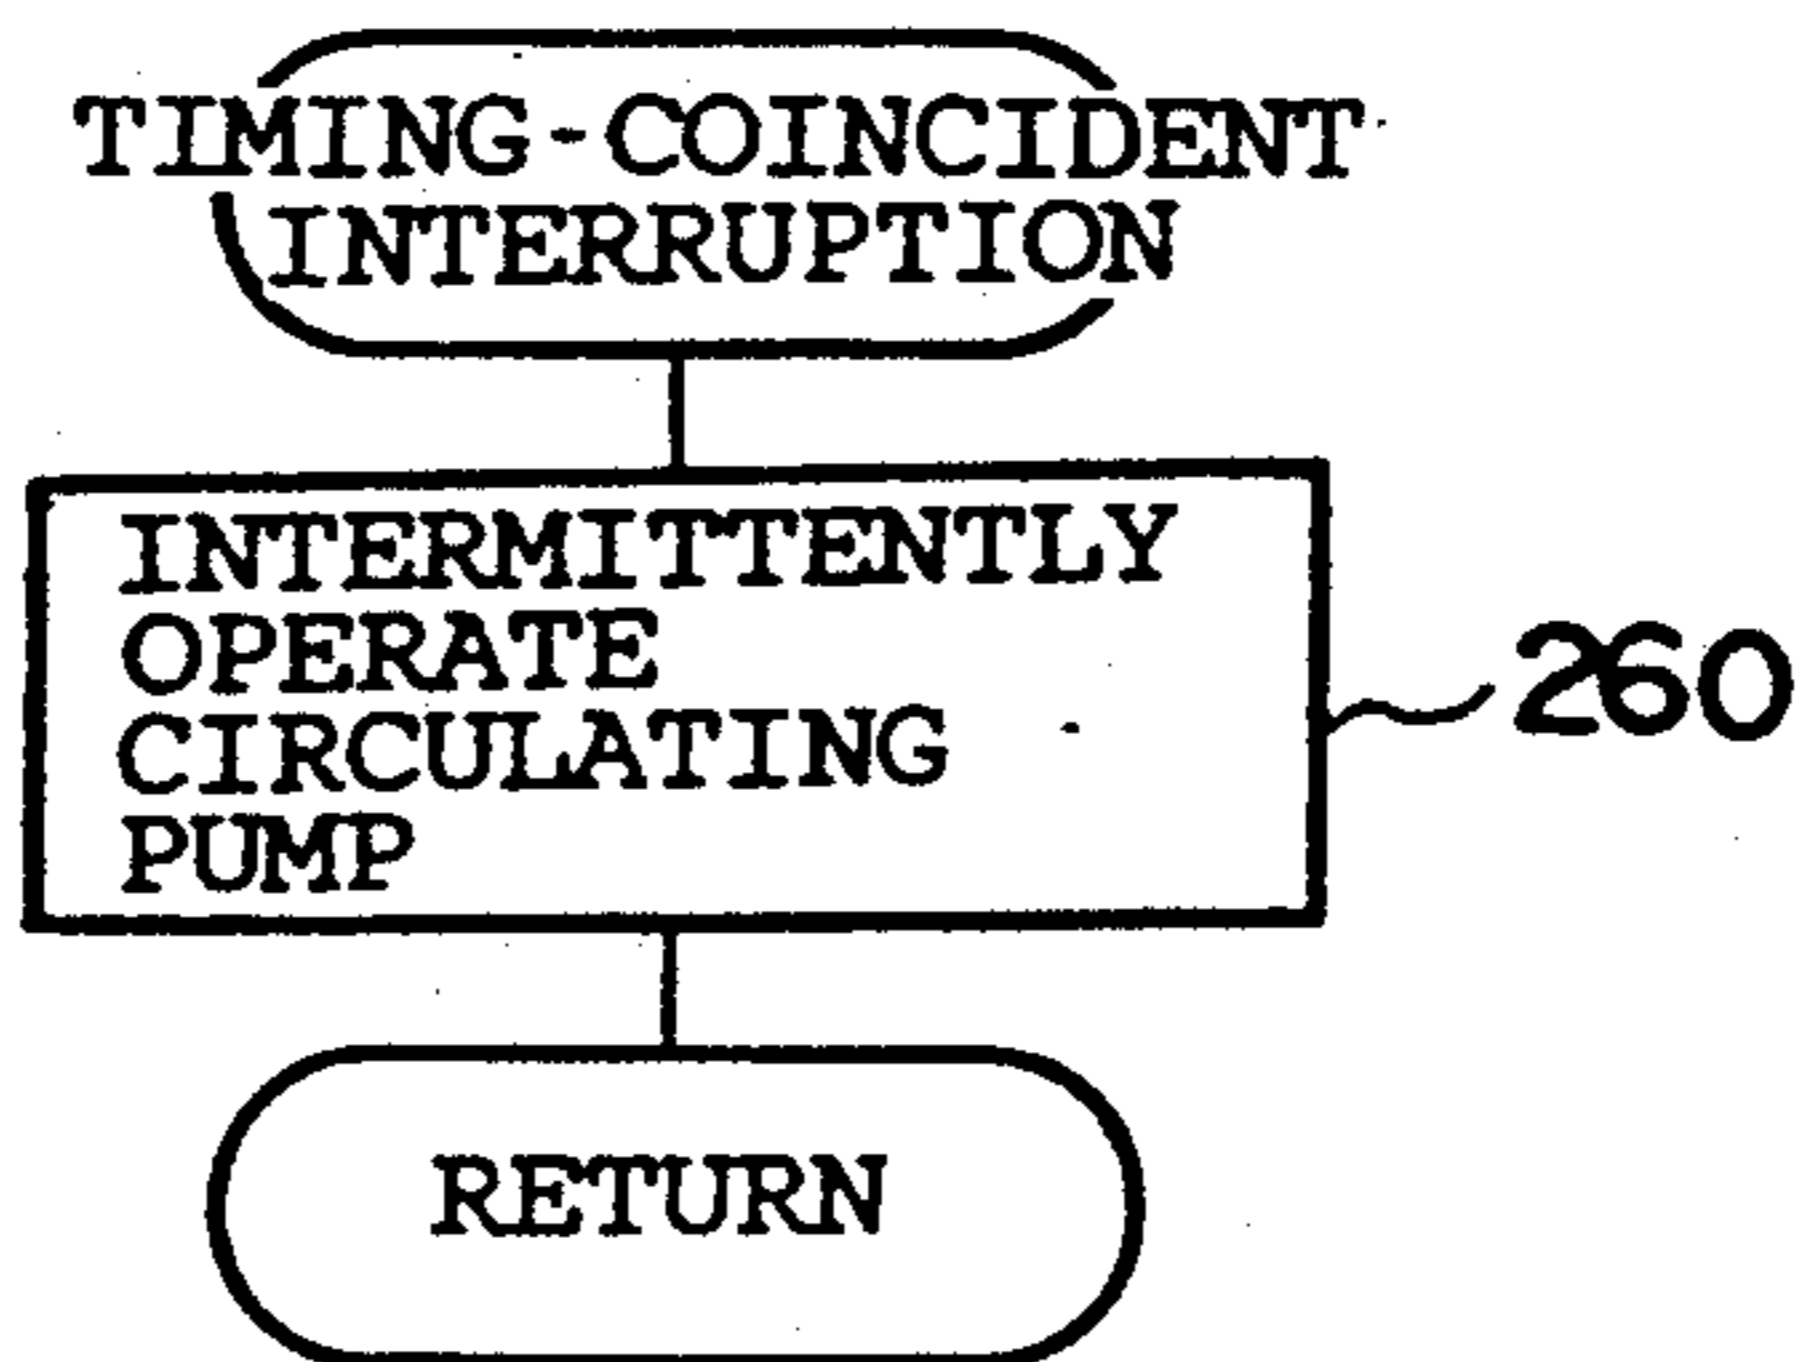 TIMING-COINCIDENT
INTERRUPTION
INTERMITTENTLY
OPERATE
CIRCULATING
PUMP
260
RETURN